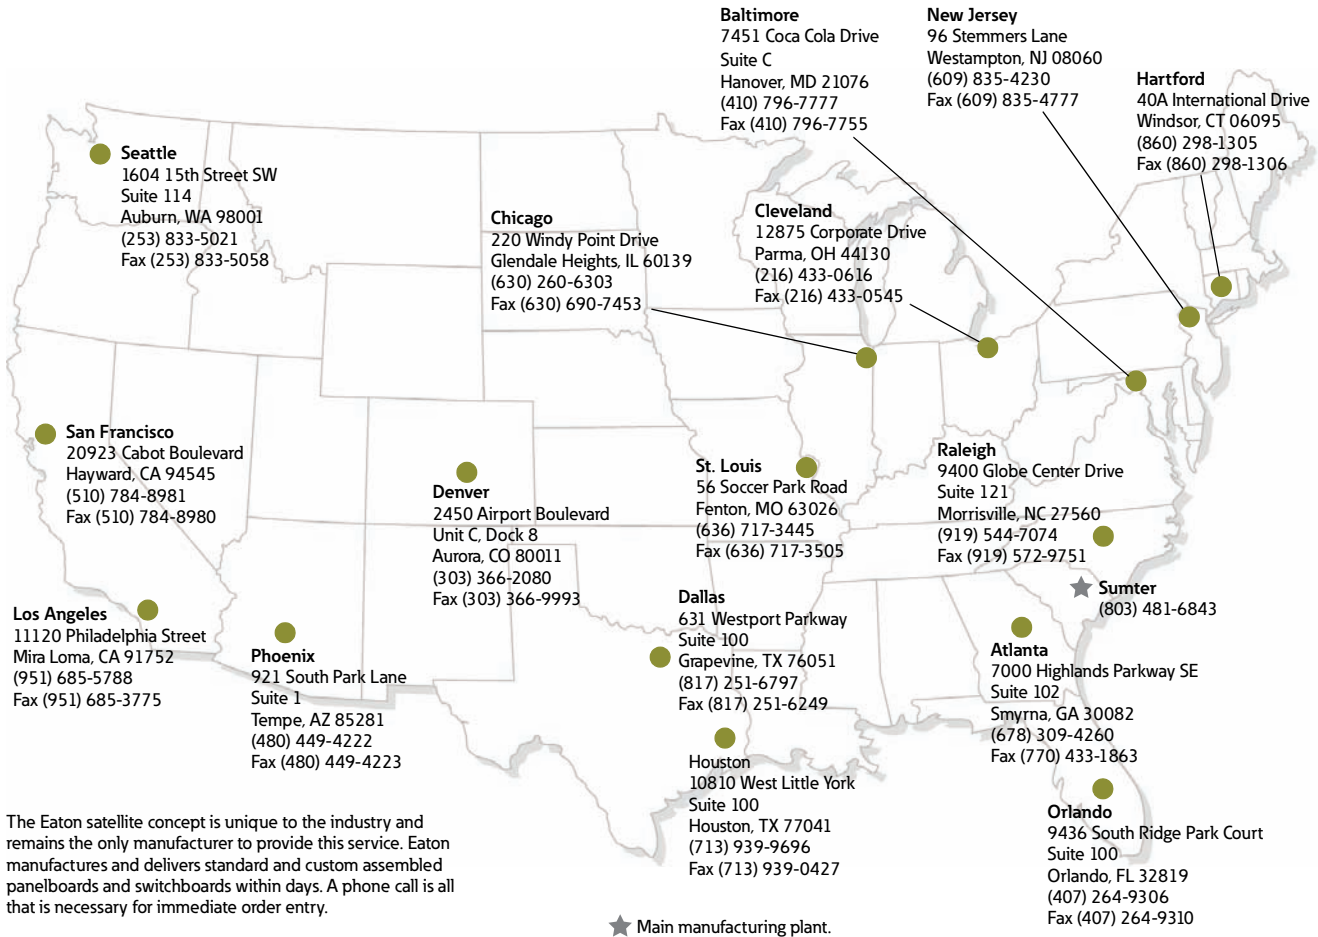 Baltimore
7451 Coca Cola Drive
Suite C
Hanover, MD 21076
(410) 796-7777
Fax (410) 796-7755
New Jersey
96 Stemmers Lane
Westampton, NJ 08060
(609) 835-4230
Fax (609) 835-4777
Hartford
40A International Drive
Windsor, CT 06095
(860) 298-1305
Fax (860) 298-1306
Seattle
1604 15th Street SW
Suite 114
Auburn, WA 98001
(253) 833-5021
Fax (253) 833-5058
Chicago
220 Windy Point Drive
Glendale Heights, IL 60139
(630) 260-6303
Fax (630) 690-7453
Cleveland
12875 Corporate Drive
Parma, OH 44130
(216) 433-0616
Fax (216) 433-0545
San Francisco
20923 Cabot Boulevard
Hayward, CA 94545
(510) 784-8981
Fax (510) 784-8980
Denver
2450 Airport Boulevard
Unit C, Dock 8
Aurora, CO 80011
(303) 366-2080
Fax (303) 366-9993
St. Louis
56 Soccer Park Road
Fenton, MO 63026
(636) 717-3445
Fax (636) 717-3505
Raleigh
9400 Globe Center Drive
Suite 121
Morrisville, NC 27560
(919) 544-7074
Fax (919) 572-9751
Sumter
(803) 481-6843
Los Angeles
11120 Philadelphia Street
Mira Loma, CA 91752
(951) 685-5788
Fax (951) 685-3775
Phoenix
921 South Park Lane
Suite 1
Tempe, AZ 85281
(480) 449-4222
Fax (480) 449-4223
Dallas
631 Westport Parkway
Suite 100
Grapevine, TX 76051
(817) 251-6797
Fax (817) 251-6249
Atlanta
7000 Highlands Parkway SE
Suite 102
Smyrna, GA 30082
(678) 309-4260
Fax (770) 433-1863
Houston
10810 West Little York
Suite 100
Houston, TX 77041
(713) 939-9696
Fax (713) 939-0427
Orlando
9436 South Ridge Park Court
Suite 100
Orlando, FL 32819
(407) 264-9306
Fax (407) 264-9310
The Eaton satellite concept is unique to the industry and
remains the only manufacturer to provide this service. Eaton
manufactures and delivers standard and custom assembled
panelboards and switchboards within days. A phone call is all
that is necessary for immediate order entry.
Main manufacturing plant.